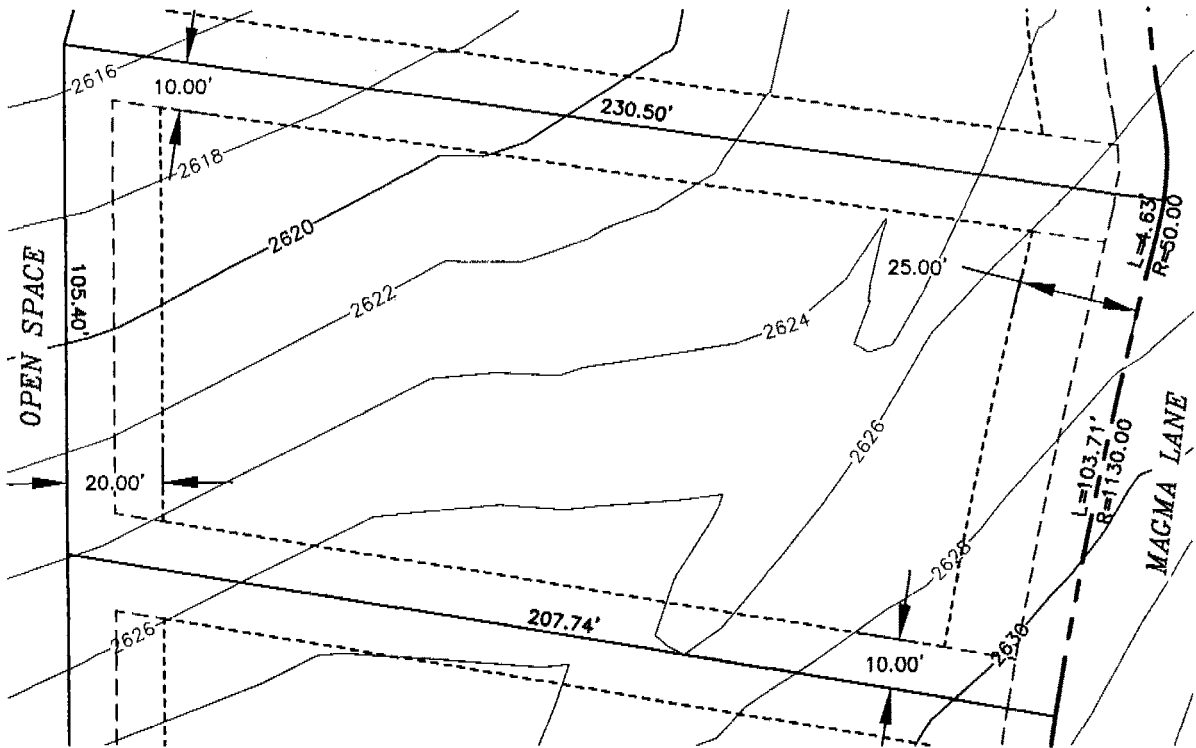 2616
10.00'
230.50'
2618
L=4.63'
R=50.00
2620
25.00'
OPEN SPACE
105.40'
2622
2624
2626
L=103.71'
R=1130.00
MAGMA LANE
20.00'
2628
2626
207.74'
2630
10.00'